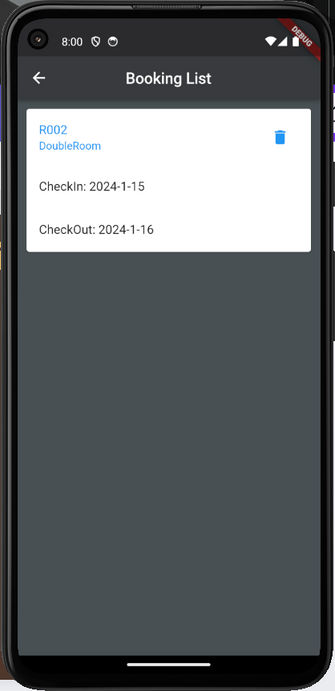 8:00
DEBUG
Booking List
R002
DoubleRoom
CheckIn: 2024-1-15
CheckOut: 2024-1-16